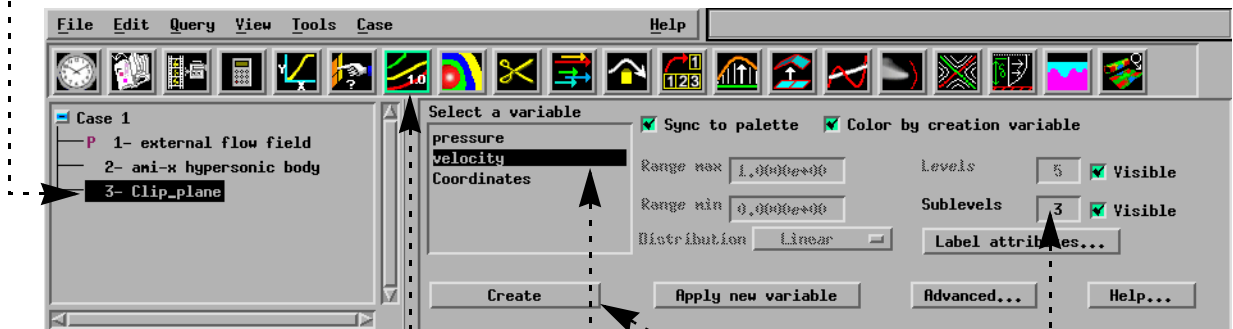 File Edit Query View Tools Case Help
1.0
Y
X
?
1
1 2 3
Case 1
P 1- external flow field
2- ami-x hypersonic body
3- Clip_plane
Select a variable
pressure
velocity
Coordinates
Sync to palette Color by creation variable
Range max 1.0000e+00 Levels 5 Visible
Range min 0.0000e+00 Sublevels 3 Visible
Distribution Linear Label attributes...
Create Apply new variable Advanced... Help...